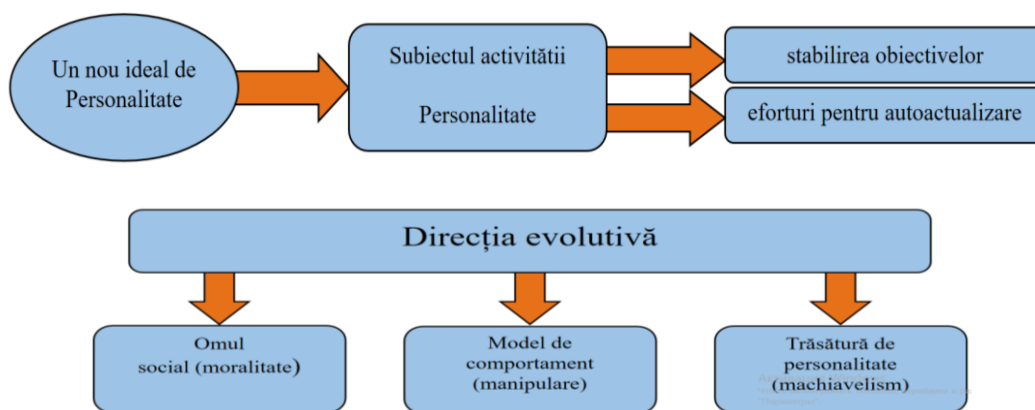 Un nou ideal de
Personalitate
Subiectul activitătii
Personalitate
stabilirea obiectivelor
eforturi pentru autoactualizare
Direcția evolutivă
Omul
social (moralitate)
Model de
comportament
(manipulare)
Trăsătură de
personalitate
(machiavelism)